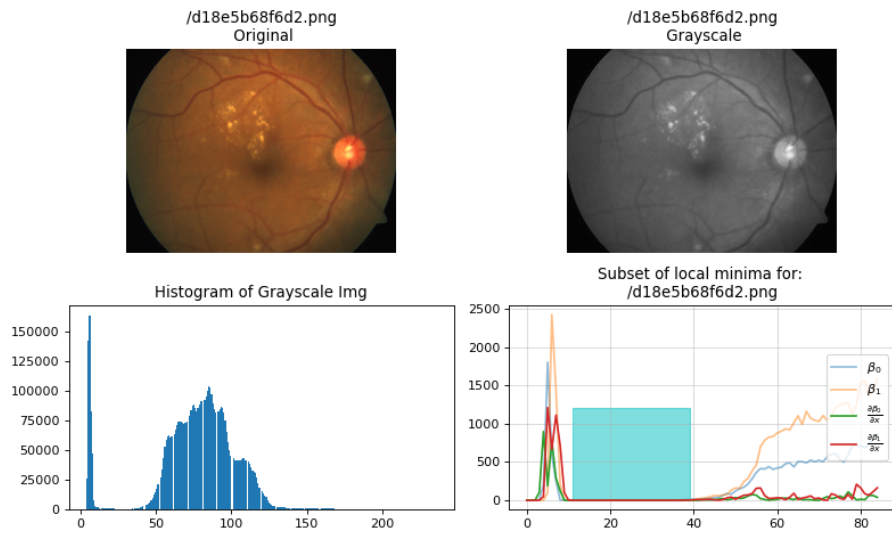 /d18e5b68f6d2.png
Original
/d18e5b68f6d2.png
Grayscale
Histogram of Grayscale Img
150000
125000
100000
75000
50000
25000
0
0 50 100 150 200
Subset of local minima for:
/d18e5b68f6d2.png
2500
2000
1500
1000
500
0
0 20 40 60 80
β₀
β₁
∂β₀/∂x
∂β₁/∂x